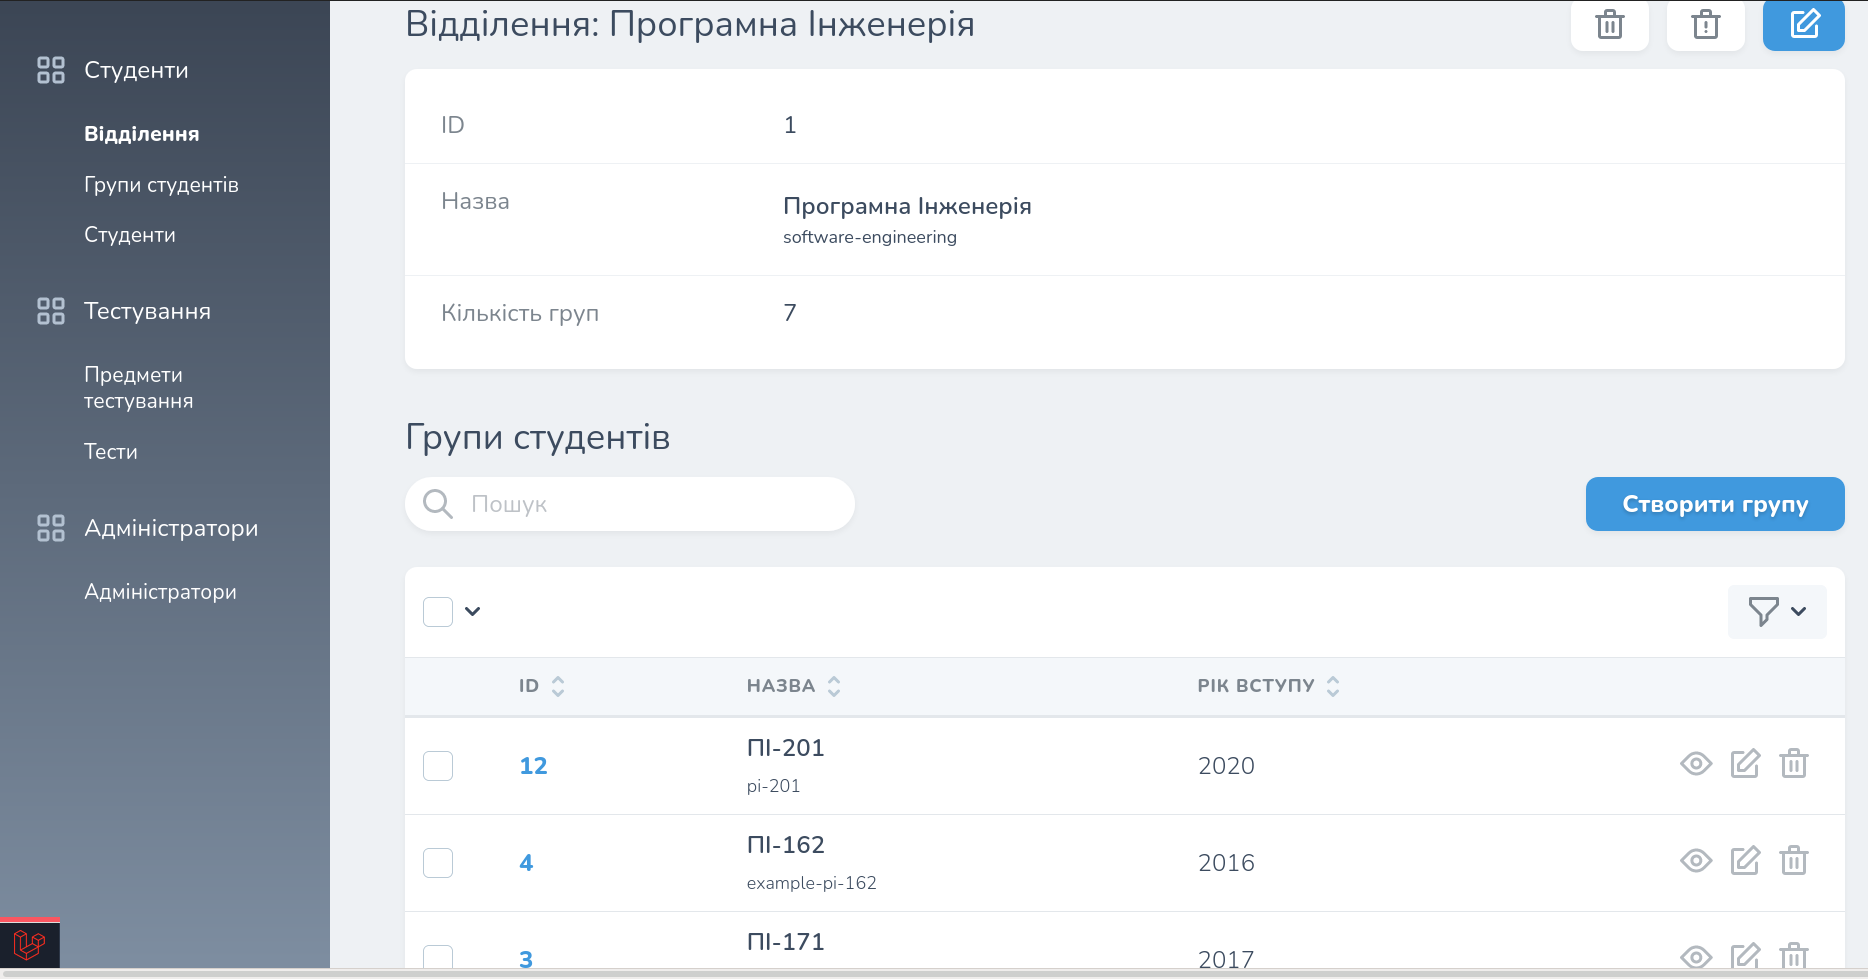 Студенти
Відділення
Групи студентів
Студенти
Тестування
Предмети
тестування
Тести
Адміністратори
Адміністратори
Відділення: Програмна Інженерія
ID 1
Назва Програмна Інженерія
software-engineering
Кількість груп 7
Групи студентів
Пошук
Створити групу
ID НАЗВА РІК ВСТУПУ
12 ПІ-201 2020
pi-201
4 ПІ-162 2016
example-pi-162
3 ПІ-171 2017